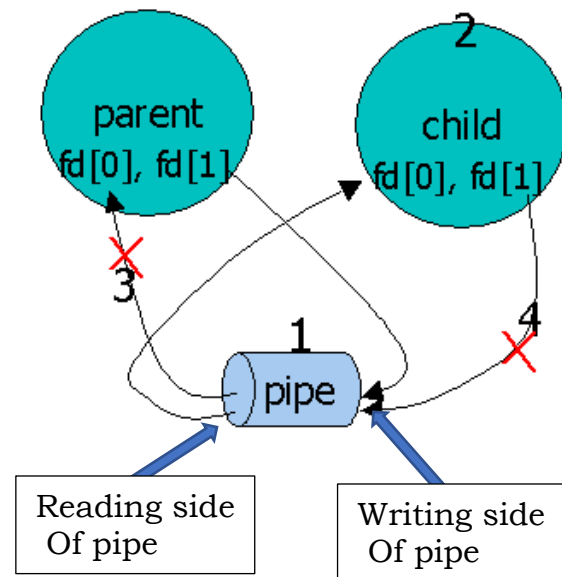 2
parent
child
fd[0], fd[1]
fd[0], fd[1]
3
4
1
pipe
Reading side
Of pipe
Writing side
Of pipe